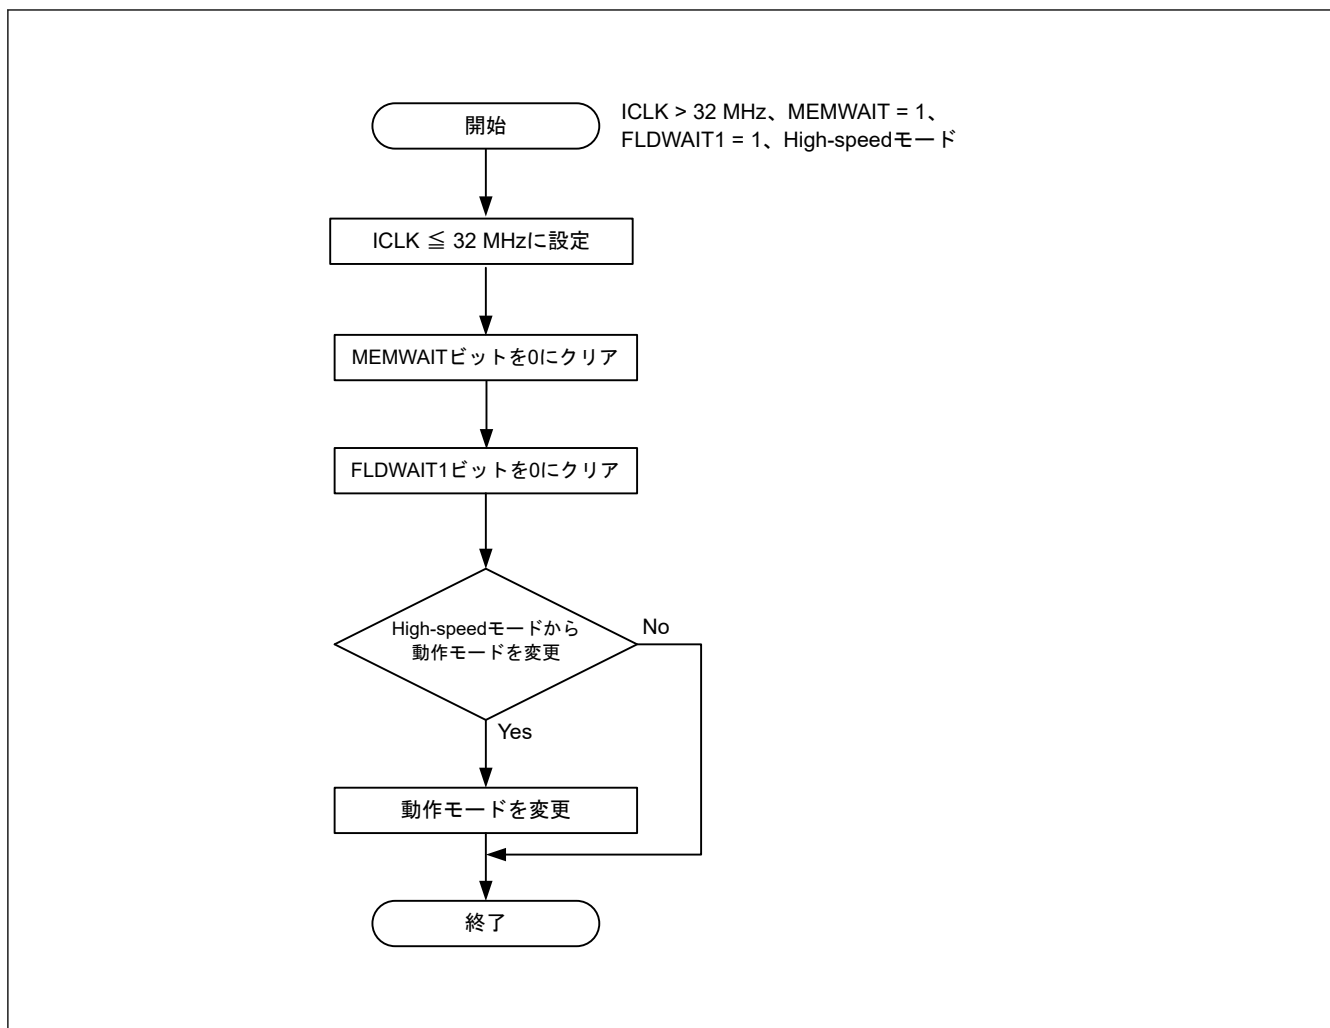 開始
ICLK > 32 MHz、MEMWAIT = 1、
FLDWAIT1 = 1、High-speedモード
ICLK ≦ 32 MHzに設定
MEMWAITビットを0にクリア
FLDWAIT1ビットを0にクリア
High-speedモードから
動作モードを変更
No
Yes
動作モードを変更
終了